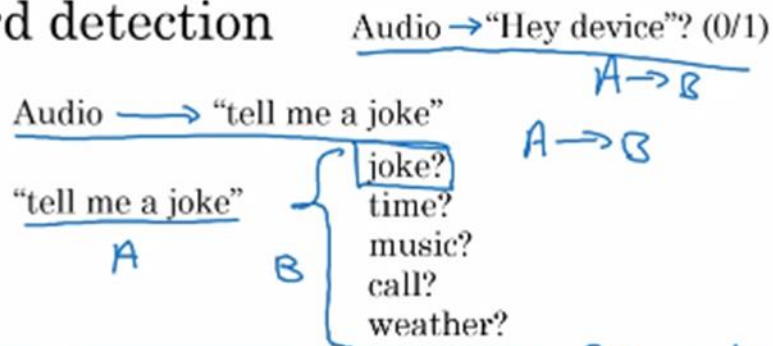 d detection
Audio → “Hey device”? (0/1)
A → B
Audio → “tell me a joke”
A → B
joke?
“tell me a joke”
time?
A
music?
B
call?
weather?